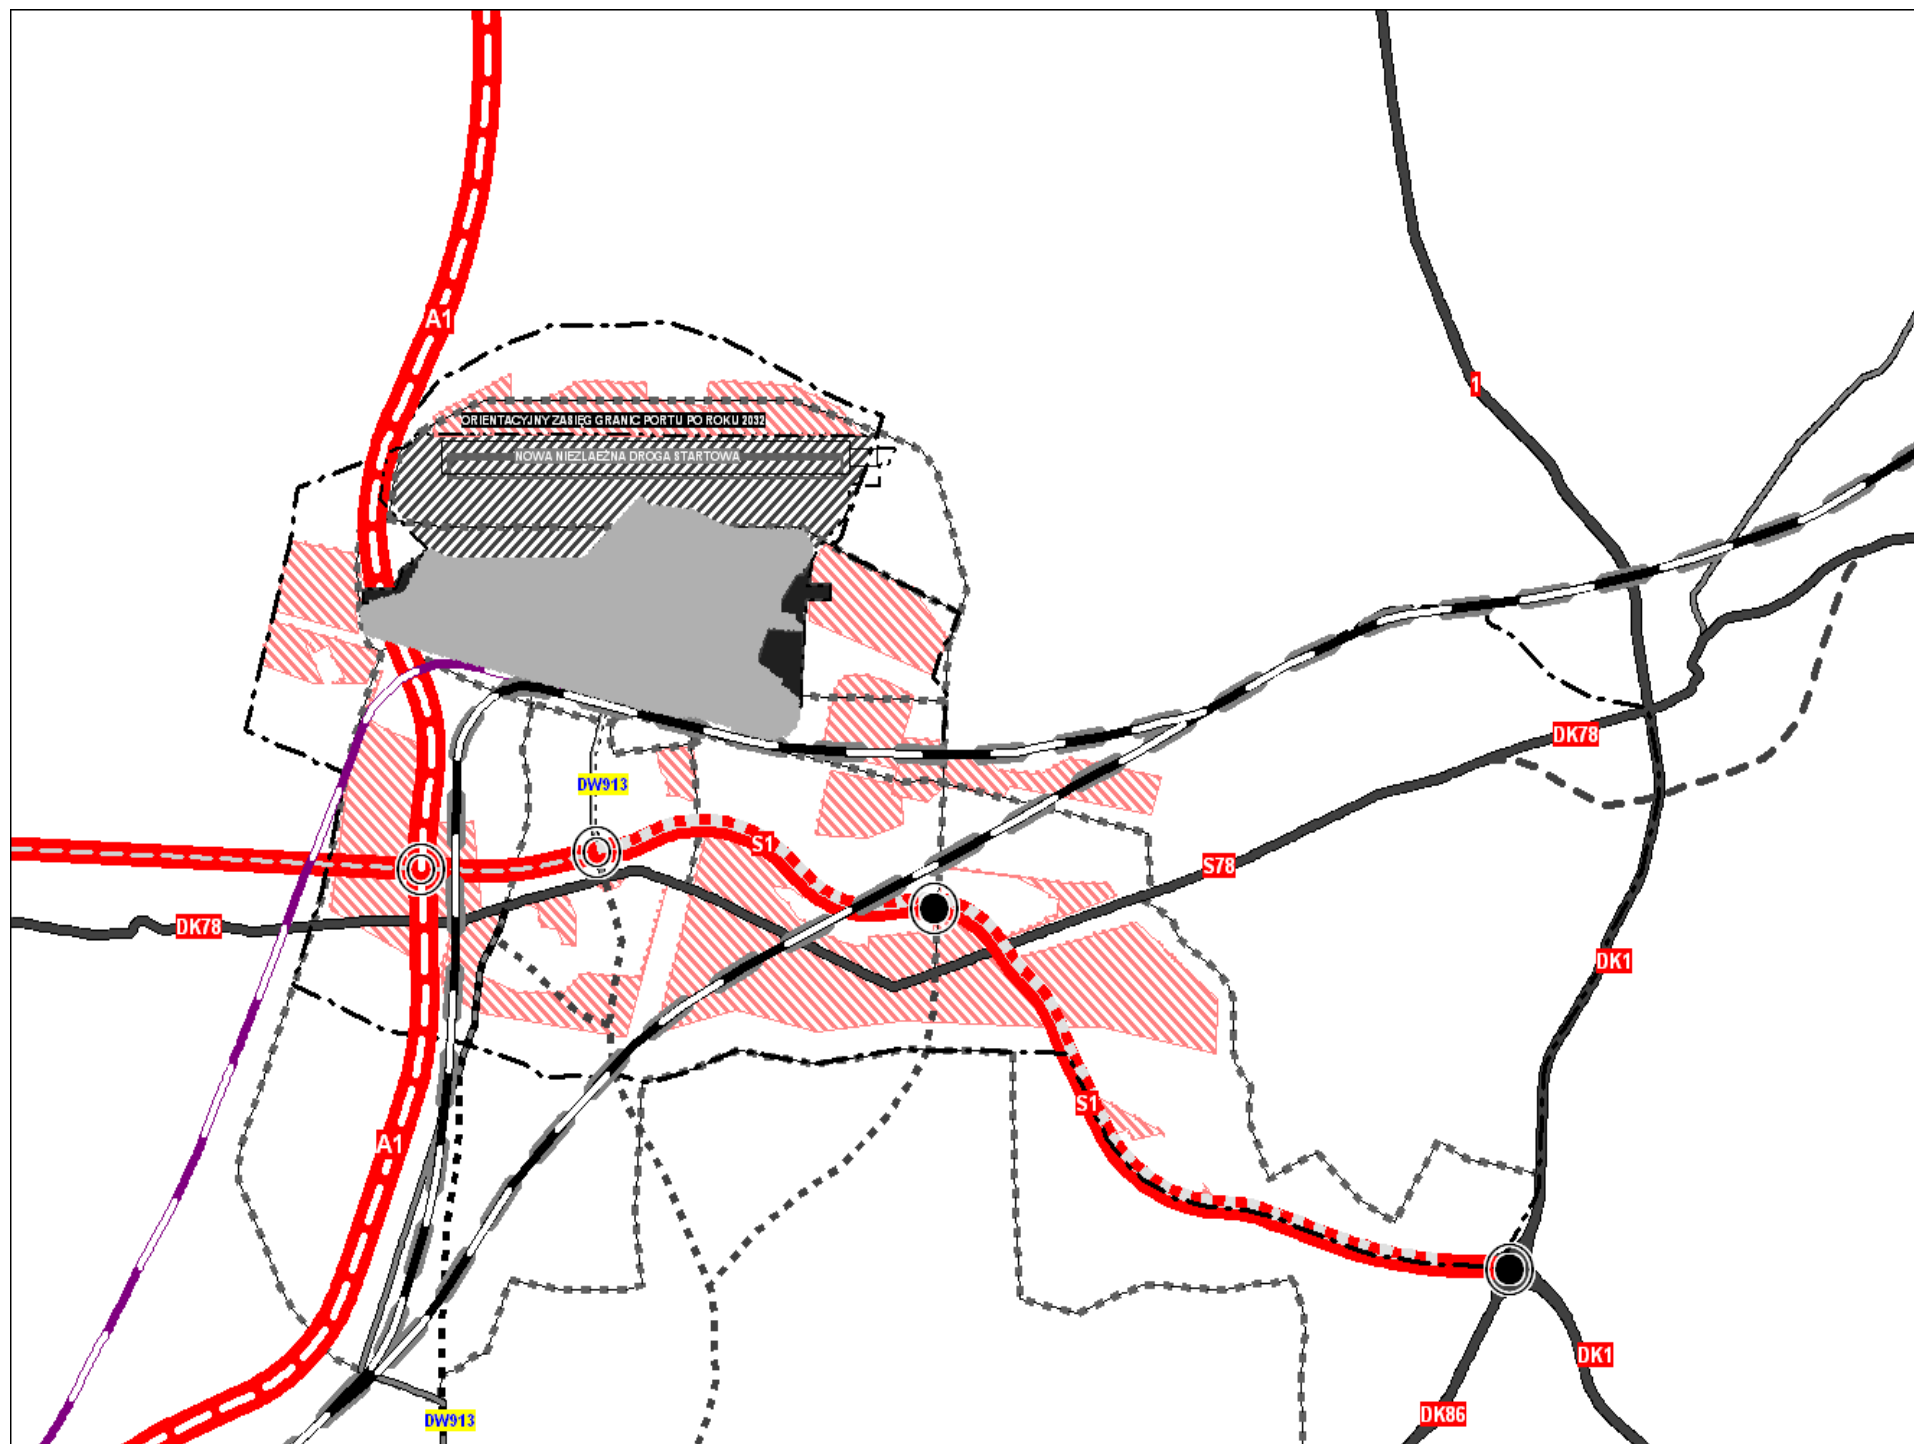 A1
1
ORIENTACYJNY ZASIĘG GRANIC PORTU PO ROKU 2032
NOWA NIEZLAEŻNA DROGA STARTOWA
DK78
DW913
S1
S78
DK78
DK1
S1
A1
DK1
DK86
DW913